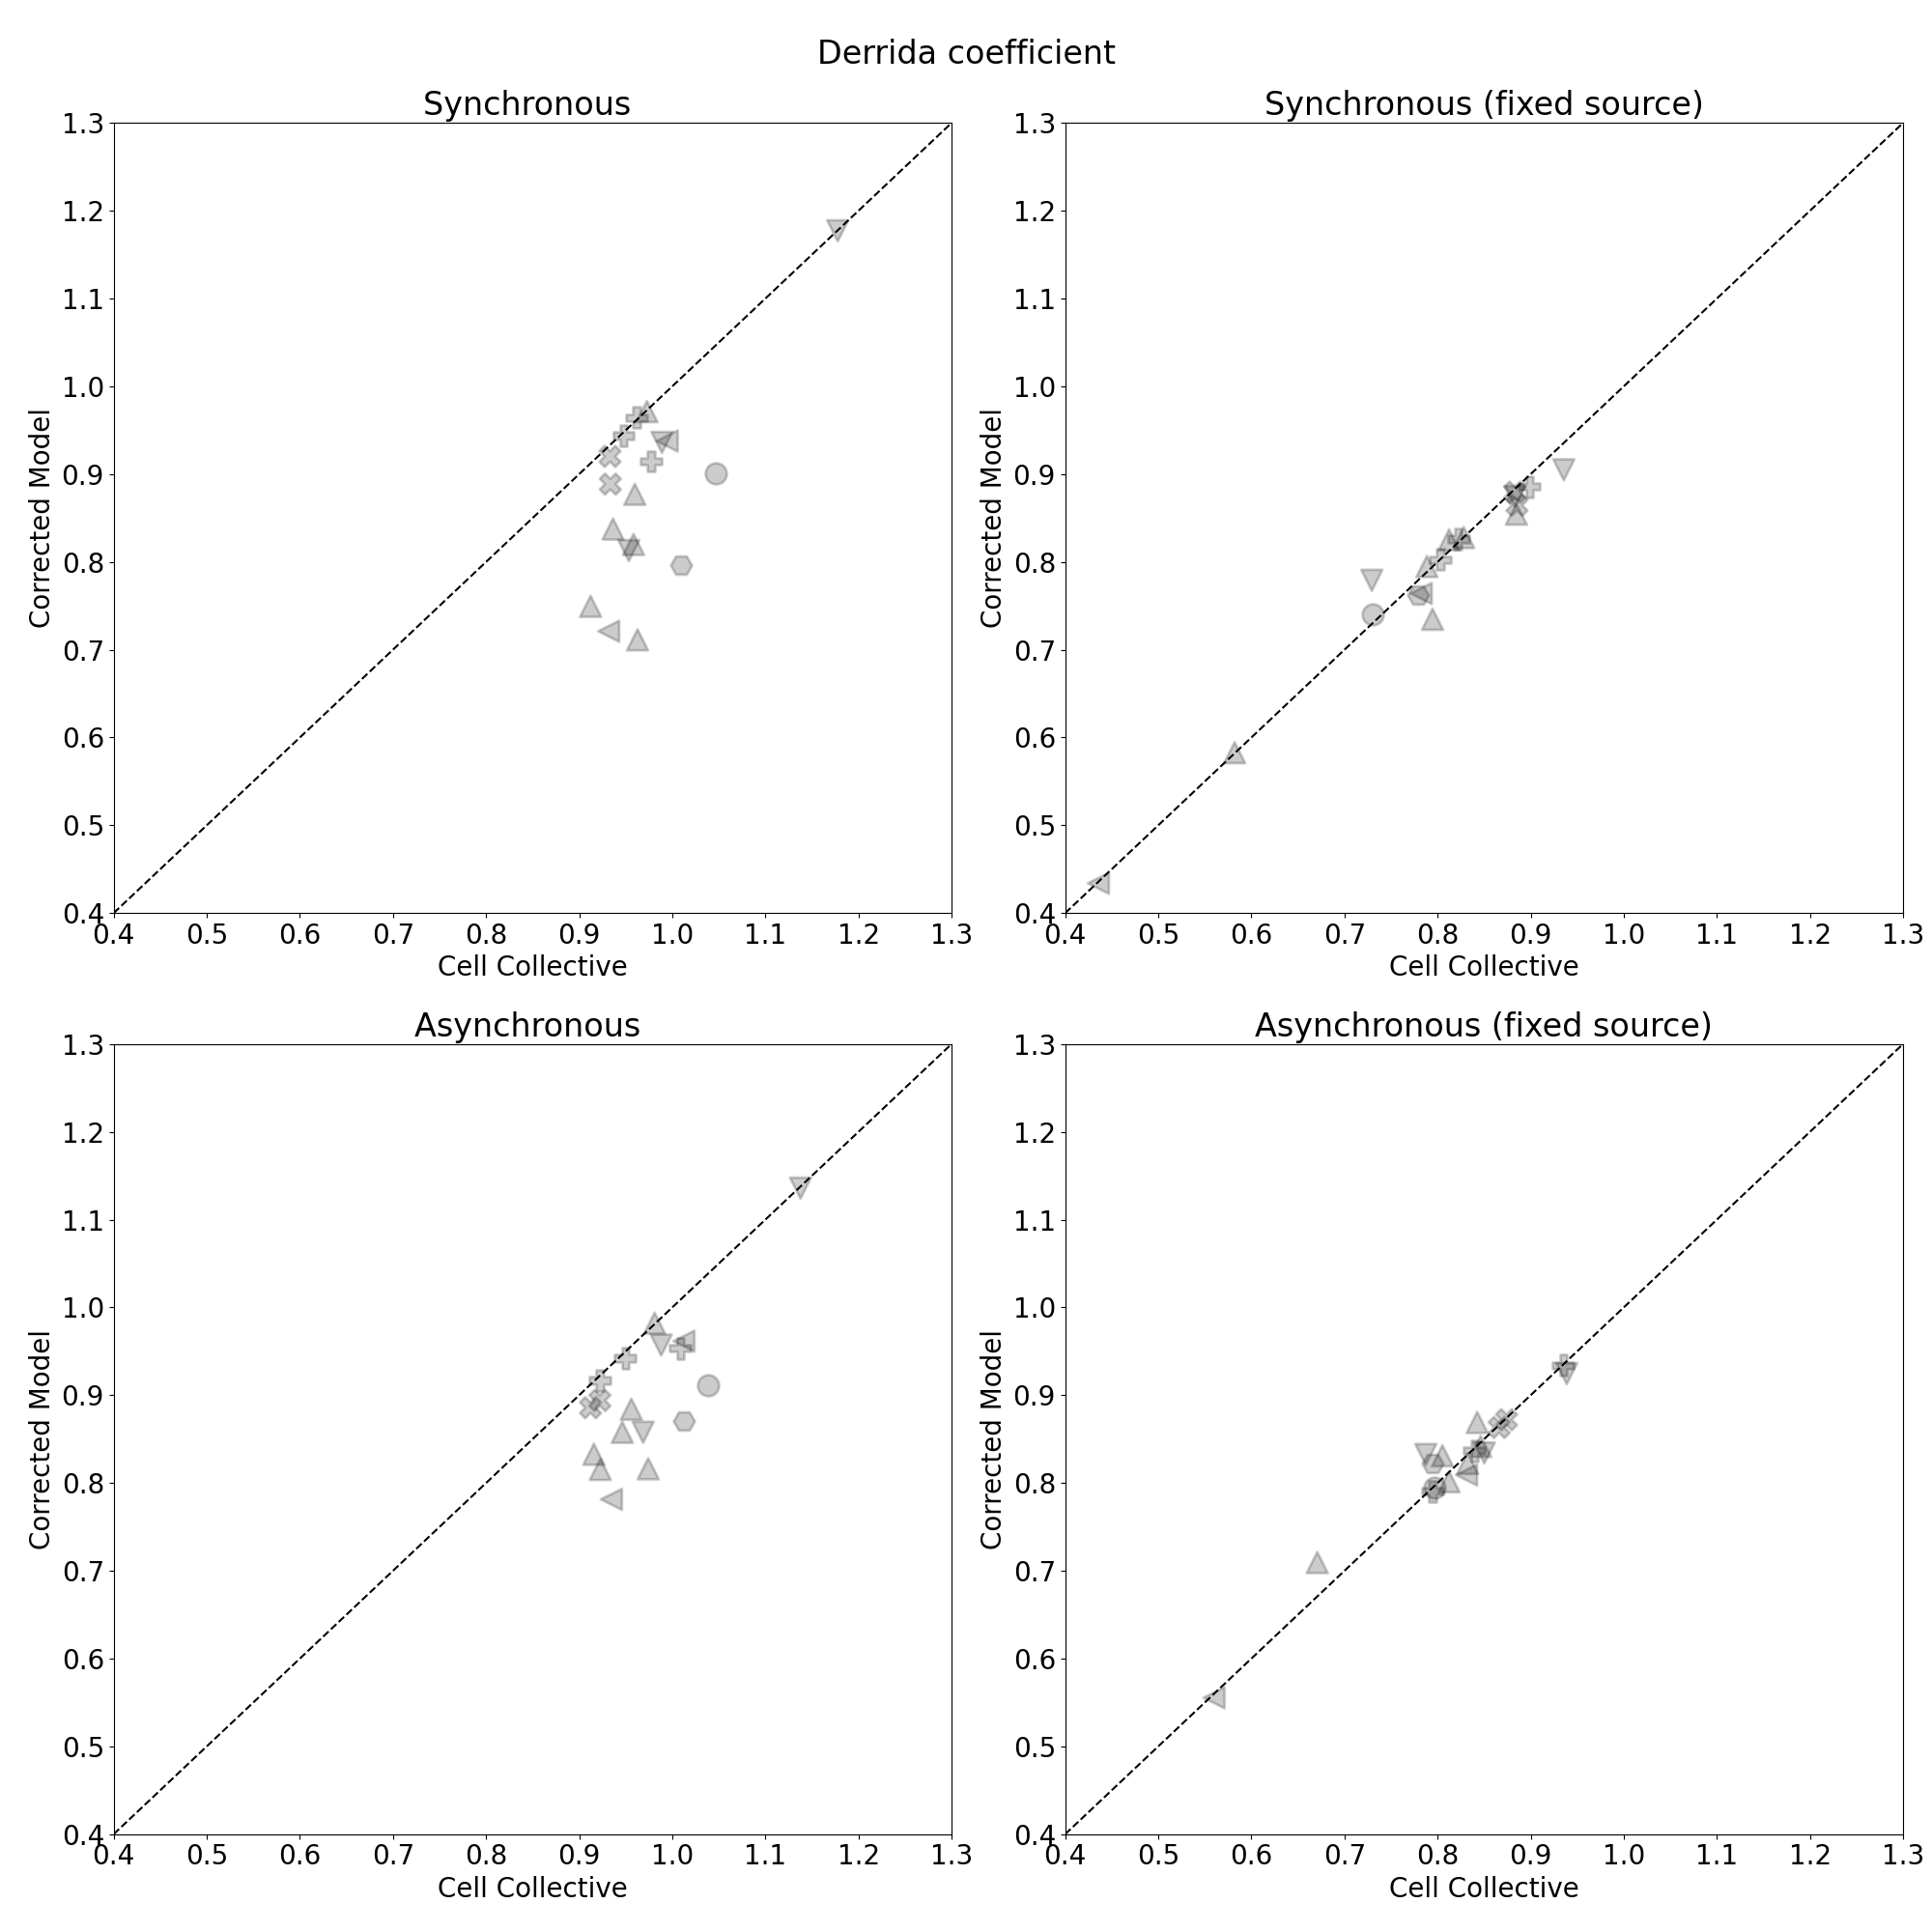 Derrida coefficient
Synchronous
1.3
1.2
1.1
1.0
0.9
0.8
0.7
0.6
0.5
0.4
Corrected Model
0.4 0.5 0.6 0.7 0.8 0.9 1.0 1.1 1.2 1.3
Cell Collective
Synchronous (fixed source)
1.3
1.2
1.1
1.0
0.9
0.8
0.7
0.6
0.5
0.4
Corrected Model
0.4 0.5 0.6 0.7 0.8 0.9 1.0 1.1 1.2 1.3
Cell Collective
Asynchronous
1.3
1.2
1.1
1.0
0.9
0.8
0.7
0.6
0.5
0.4
Corrected Model
0.4 0.5 0.6 0.7 0.8 0.9 1.0 1.1 1.2 1.3
Cell Collective
Asynchronous (fixed source)
1.3
1.2
1.1
1.0
0.9
0.8
0.7
0.6
0.5
0.4
Corrected Model
0.4 0.5 0.6 0.7 0.8 0.9 1.0 1.1 1.2 1.3
Cell Collective